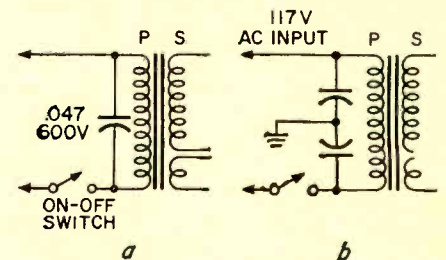 117V
AC INPUT
P S
P S
.047
600V
ON-OFF
SWITCH
a
b